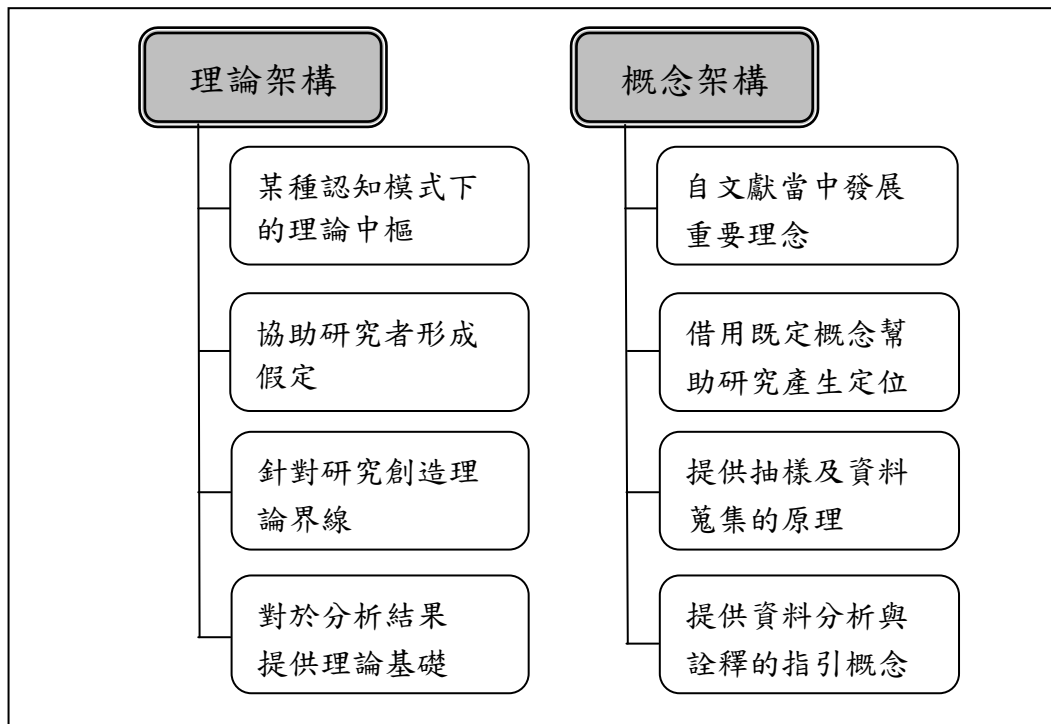 理論架構
某種認知模式下
的理論中樞
協助研究者形成
假定
針對研究創造理
論界線
對於分析結果
提供理論基礎
概念架構
自文獻當中發展
重要理念
借用既定概念幫
助研究產生定位
提供抽樣及資料
蒐集的原理
提供資料分析與
詮釋的指引概念